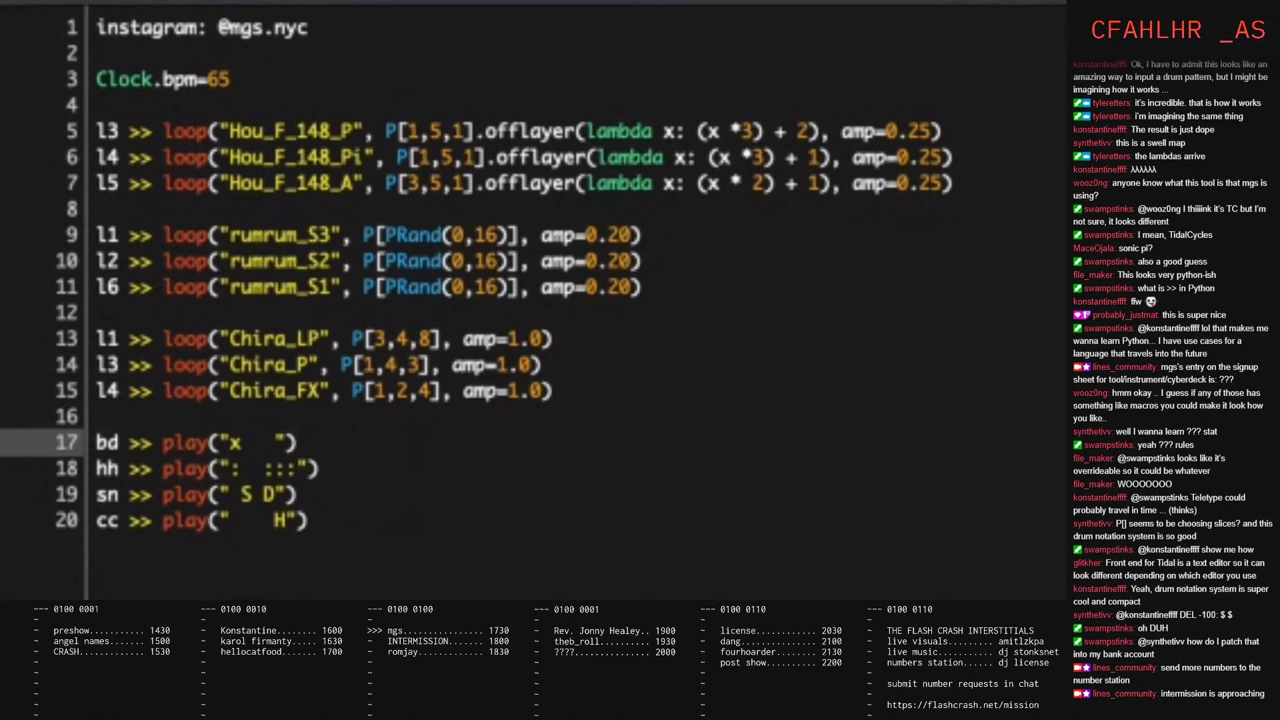 1 instagram: @mgs.nyc
2
3 Clock.bpm=65
4
5 l3 >> loop("Hou_F_148_P", P[1,5,1].offlayer(lambda x: (x *3) + 2), amp=0.25)
6 l4 >> loop("Hou_F_148_Pi", P[1,5,1].offlayer(lambda x: (x *3) + 1), amp=0.25)
7 l5 >> loop("Hou_F_148_A", P[3,5,1].offlayer(lambda x: (x * 2) + 1), amp=0.25)
8
9 l1 >> loop("rumrum_S3", P[PRand(0,16)], amp=0.20)
10 l2 >> loop("rumrum_S2", P[PRand(0,16)], amp=0.20)
11 l6 >> loop("rumrum_S1", P[PRand(0,16)], amp=0.20)
12
13 l1 >> loop("Chira_LP", P[3,4,8], amp=1.0)
14 l3 >> loop("Chira_P", P[1,4,3], amp=1.0)
15 l4 >> loop("Chira_FX", P[1,2,4], amp=1.0)
16
17 bd >> play("x   ")
18 hh >> play(":  :::")
19 sn >> play(" S D")
20 cc >> play("    H")
CFAHLHR _AS
konstantineffff: Ok, I have to admit this looks like an
amazing way to input a drum pattern, but I might be
imagining how it works ...
tyleretters: it's incredible. that is how it works
tyleretters: i'm imagining the same thing
konstantineffff: The result is just dope
synthetivv: this is a swell map
tyleretters: the lambdas arrive
konstantineffff: λλλλλλ
wooz0ng: anyone know what this tool is that mgs is
using?
swampstinks: @wooz0ng I thiiiink it's TC but I'm
not sure, it looks different
swampstinks: I mean, TidalCycles
MaceOjala: sonic pi?
swampstinks: also a good guess
file_maker: This looks very python-ish
swampstinks: what is >> in Python
konstantineffff: ffw 💀
probably_justmat: this is super nice
swampstinks: @konstantineffff lol that makes me
wanna learn Python... I have use cases for a
language that travels into the future
lines_community: mgs's entry on the signup
sheet for tool/instrument/cyberdeck is: ???
wooz0ng: hmm okay .. I guess if any of those has
something like macros you could make it look how
you like..
synthetivv: well I wanna learn ??? stat
swampstinks: yeah ??? rules
file_maker: @swampstinks looks like it's
overrideable so it could be whatever
file_maker: WOOOOOOO
konstantineffff: @swampstinks Teletype could
probably travel in time ... (thinks)
synthetivv: P[] seems to be choosing slices? and this
drum notation system is so good
swampstinks: @konstantineffff show me how
glitkher: Front end for Tidal is a text editor so it can
look different depending on which editor you use
konstantineffff: Yeah, drum notation system is super
cool and compact
synthetivv: @konstantineffff DEL -100: $ $
swampstinks: oh DUH
swampstinks: @synthetivv how do I patch that
into my bank account
lines_community: send more numbers to the
number station
lines_community: intermission is approaching
~~~ 0100 0001
~ preshow.......... 1430
~ angel names...... 1500
~ CRASH............ 1530
~~~ 0100 0010
~ Konstantine...... 1600
~ karol firmanty... 1630
~ hellocatfood..... 1700
~~~ 0100 0100
>>> mgs.............. 1730
~ INTERMISSION..... 1800
~ romjay........... 1830
~~~ 0100 0001
~ Rev. Jonny Healey.. 1900
~ theb_roll.......... 1930
~ ????............... 2000
~~~ 0100 0110
~ license.......... 2030
~ dang............. 2100
~ fourhoarder...... 2130
~ post show........ 2200
~~~ 0100 0110
~ THE FLASH CRASH INTERSTITIALS
~ live visuals..... amitlzkpa
~ live music...... dj stonksnet
~ numbers station... dj license
~
~ submit number requests in chat
~
~ https://flashcrash.net/mission